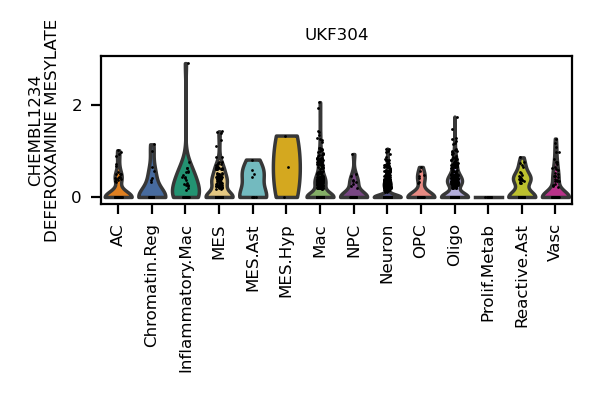 UKF304
CHEMBL1234
DEFEROXAMINE MESYLATE
2
0
AC
Chromatin.Reg
Inflammatory.Mac
MES
MES.Ast
MES.Hyp
Mac
NPC
Neuron
OPC
Oligo
Prolif.Metab
Reactive.Ast
Vasc